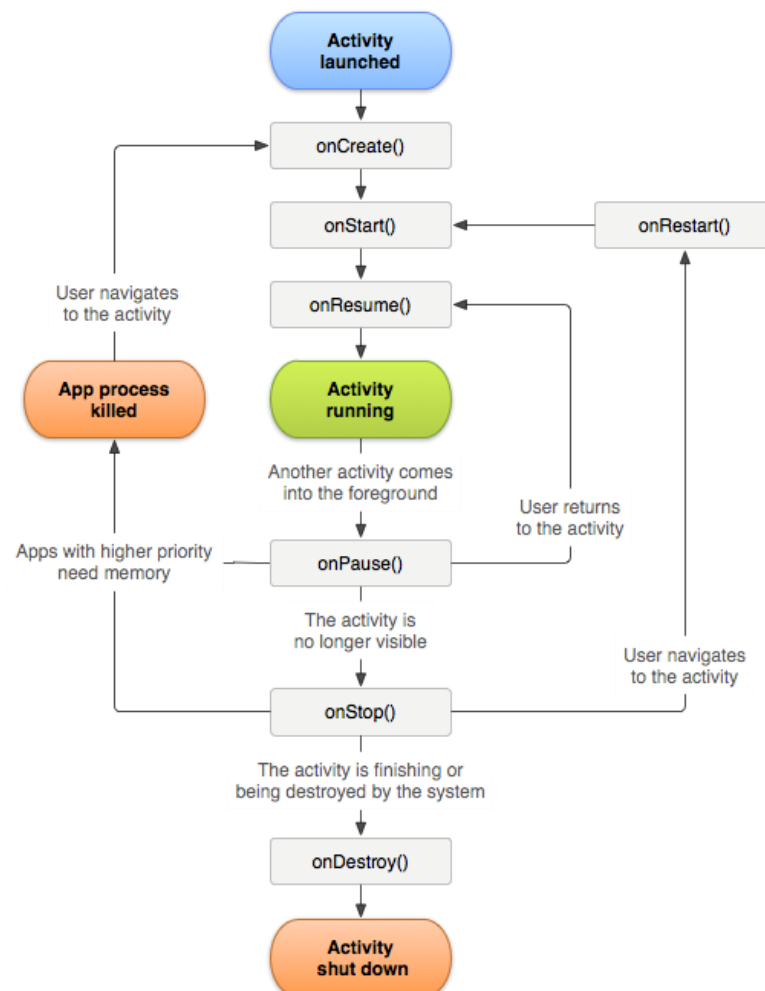 Activity
launched
onCreate()
onStart()
onRestart()
User navigates
to the activity
onResume()
App process
killed
Activity
running
Another activity comes
into the foreground
User returns
to the activity
Apps with higher priority
need memory
onPause()
The activity is
no longer visible
User navigates
to the activity
onStop()
The activity is finishing or
being destroyed by the system
onDestroy()
Activity
shut down